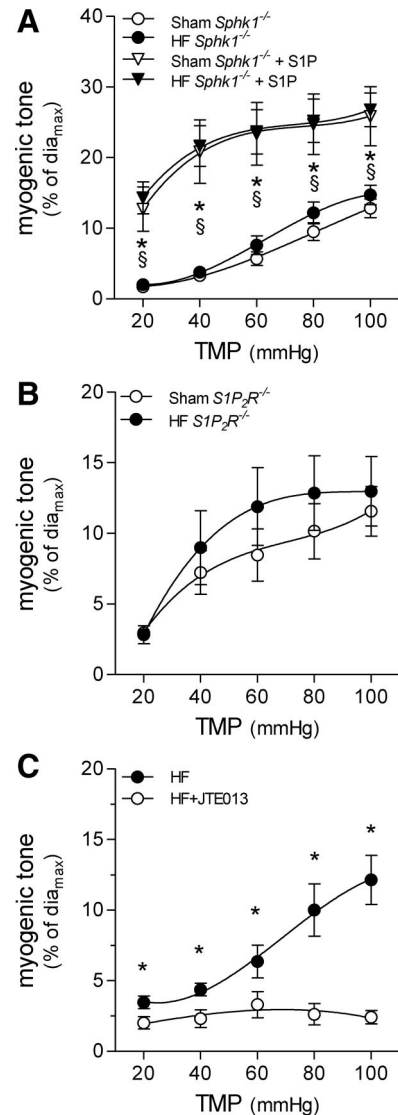 A
Sham Sphk1-/-
HF Sphk1-/-
Sham Sphk1-/- + S1P
HF Sphk1-/- + S1P
myogenic tone
(% of diamax)
40
30
20
10
0
* * * * *
§ § § § §
20 40 60 80 100
TMP (mmHg)
B
Sham S1P2R-/-
HF S1P2R-/-
myogenic tone
(% of diamax)
20
15
10
5
0
20 40 60 80 100
TMP (mmHg)
C
HF
HF+JTE013
myogenic tone
(% of diamax)
20
15
10
5
0
* * * * *
20 40 60 80 100
TMP (mmHg)